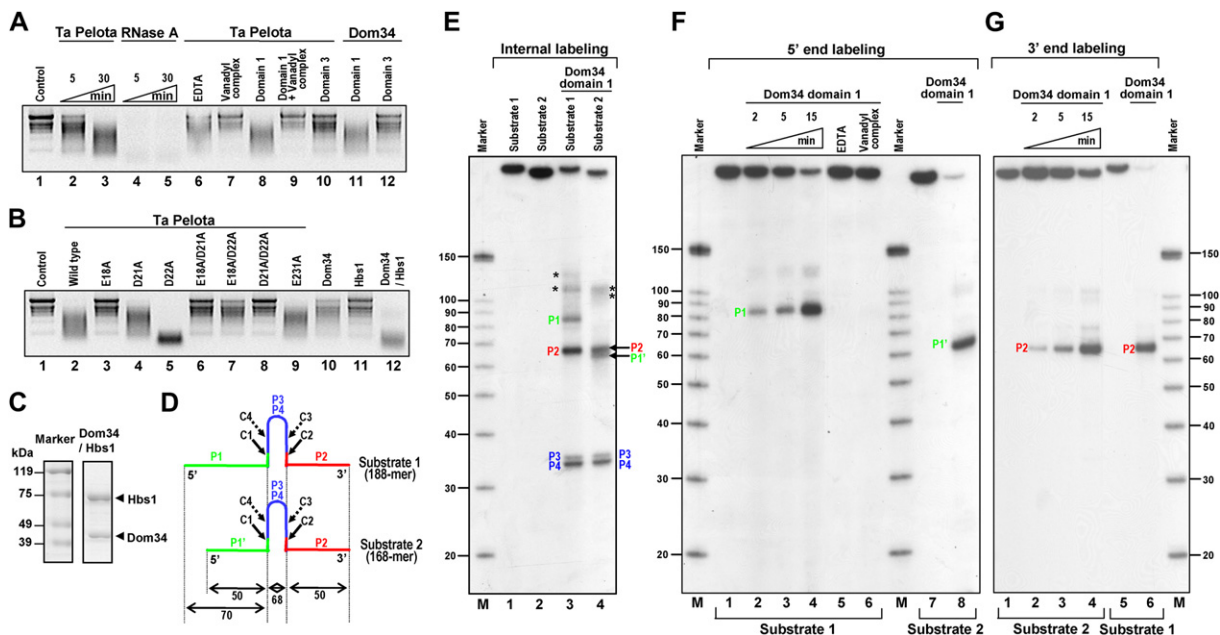 A
Ta Pelota RNase A Ta Pelota Dom34
Control
5 30 min
5 30 min
EDTA
Vanadyl complex
Domain 1
Domain 1 + Vanadyl complex
Domain 3
Domain 1
Domain 3
1 2 3 4 5 6 7 8 9 10 11 12
B
Ta Pelota
Control
Wild type
E18A
D21A
D22A
E18A/D21A
E18A/D22A
D21A/D22A
E231A
Dom34
Hbs1
Dom34 / Hbs1
1 2 3 4 5 6 7 8 9 10 11 12
C
Marker
Dom34 / Hbs1
kDa
119
75
49
39
Hbs1
Dom34
D
P3
P4
C4 C3
C1 C2
P1 P2
5’ 3’
Substrate 1
(188-mer)
P3
P4
C4 C3
C1 C2
P1’ P2
5’ 3’
Substrate 2
(168-mer)
50 68 50
70
E
Internal labeling
Dom34
domain 1
Marker
Substrate 1
Substrate 2
Substrate 1
Substrate 2
150
100
90
80
70
60
50
40
30
20
*
*
*
*
P1
P2
P2
P1’
P3
P4
P3
P4
M 1 2 3 4
F
5’ end labeling
Dom34 domain 1
2 5 15
min
Marker
EDTA
Vanadyl complex
Marker
Dom34
domain 1
150
100
90
80
70
60
50
40
30
20
P1
P1’
M 1 2 3 4 5 6 M 7 8
Substrate 1 Substrate 2
G
3’ end labeling
Dom34 domain 1
2 5 15
min
Dom34
domain 1
Marker
P2
P2
150
100
90
80
70
60
50
40
30
20
1 2 3 4 5 6 M
Substrate 2 Substrate 1